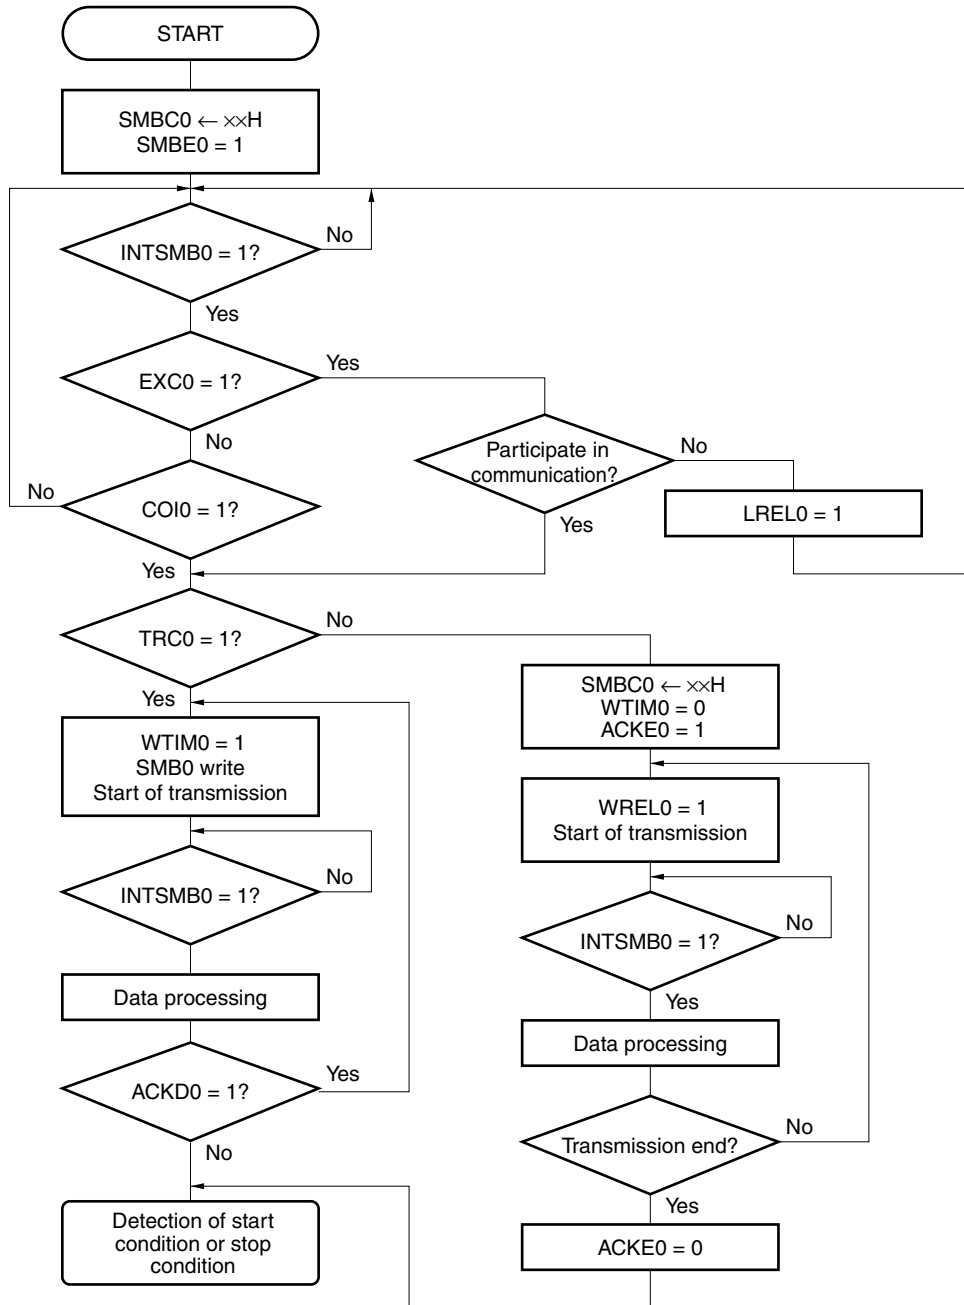 START
SMBC0 ← ××H
SMBE0 = 1
INTSMB0 = 1?
No
Yes
EXC0 = 1?
Yes
No
Participate in
communication?
No
Yes
LREL0 = 1
COI0 = 1?
No
Yes
TRC0 = 1?
No
Yes
WTIM0 = 1
SMB0 write
Start of transmission
INTSMB0 = 1?
No
Data processing
ACKD0 = 1?
Yes
No
Detection of start
condition or stop
condition
SMBC0 ← ××H
WTIM0 = 0
ACKE0 = 1
WREL0 = 1
Start of transmission
INTSMB0 = 1?
No
Yes
Data processing
Transmission end?
No
Yes
ACKE0 = 0